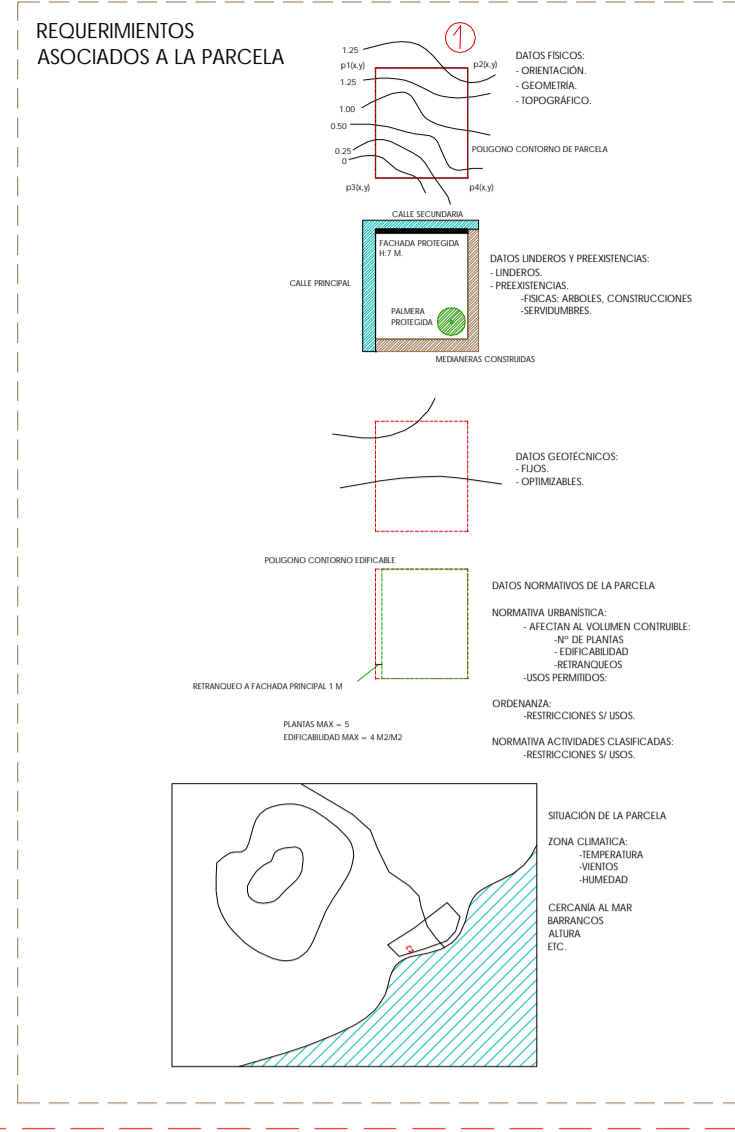 REQUERIMIENTOS
ASOCIADOS A LA PARCELA
1
1.25
p1(x,y)
p2(x,y)
1.25
1.00
0.50
0.25
0
p3(x,y)
p4(x,y)
DATOS FÍSICOS:
- ORIENTACIÓN.
- GEOMETRÍA.
- TOPOGRÁFICO.
POLIGONO CONTORNO DE PARCELA
CALLE SECUNDARIA
FACHADA PROTEGIDA
H:7 M.
CALLE PRINCIPAL
PALMERA
PROTEGIDA
MEDIANERAS CONSTRUIDAS
DATOS LINDEROS Y PREEXISTENCIAS:
- LINDEROS.
- PREEXISTENCIAS.
-FISICAS: ARBOLES, CONSTRUCCIONES
-SERVIDUMBRES.
DATOS GEOTÉCNICOS:
- FIJOS.
- OPTIMIZABLES.
POLIGONO CONTORNO EDIFICABLE
RETRANQUEO A FACHADA PRINCIPAL 1 M
PLANTAS MAX = 5
EDIFICABILIDAD MAX = 4 M2/M2
DATOS NORMATIVOS DE LA PARCELA
NORMATIVA URBANÍSTICA:
- AFECTAN AL VOLUMEN CONTRUIBLE:
-Nº DE PLANTAS
- EDIFICABILIDAD
-RETRANQUEOS
-USOS PERMITIDOS:
ORDENANZA:
-RESTRICCIONES S/ USOS.
NORMATIVA ACTIVIDADES CLASIFICADAS:
-RESTRICCIONES S/ USOS.
SITUACIÓN DE LA PARCELA
ZONA CLIMATICA:
-TEMPERATURA
-VIENTOS
-HUMEDAD
CERCANÍA AL MAR
BARRANCOS
ALTURA
ETC.